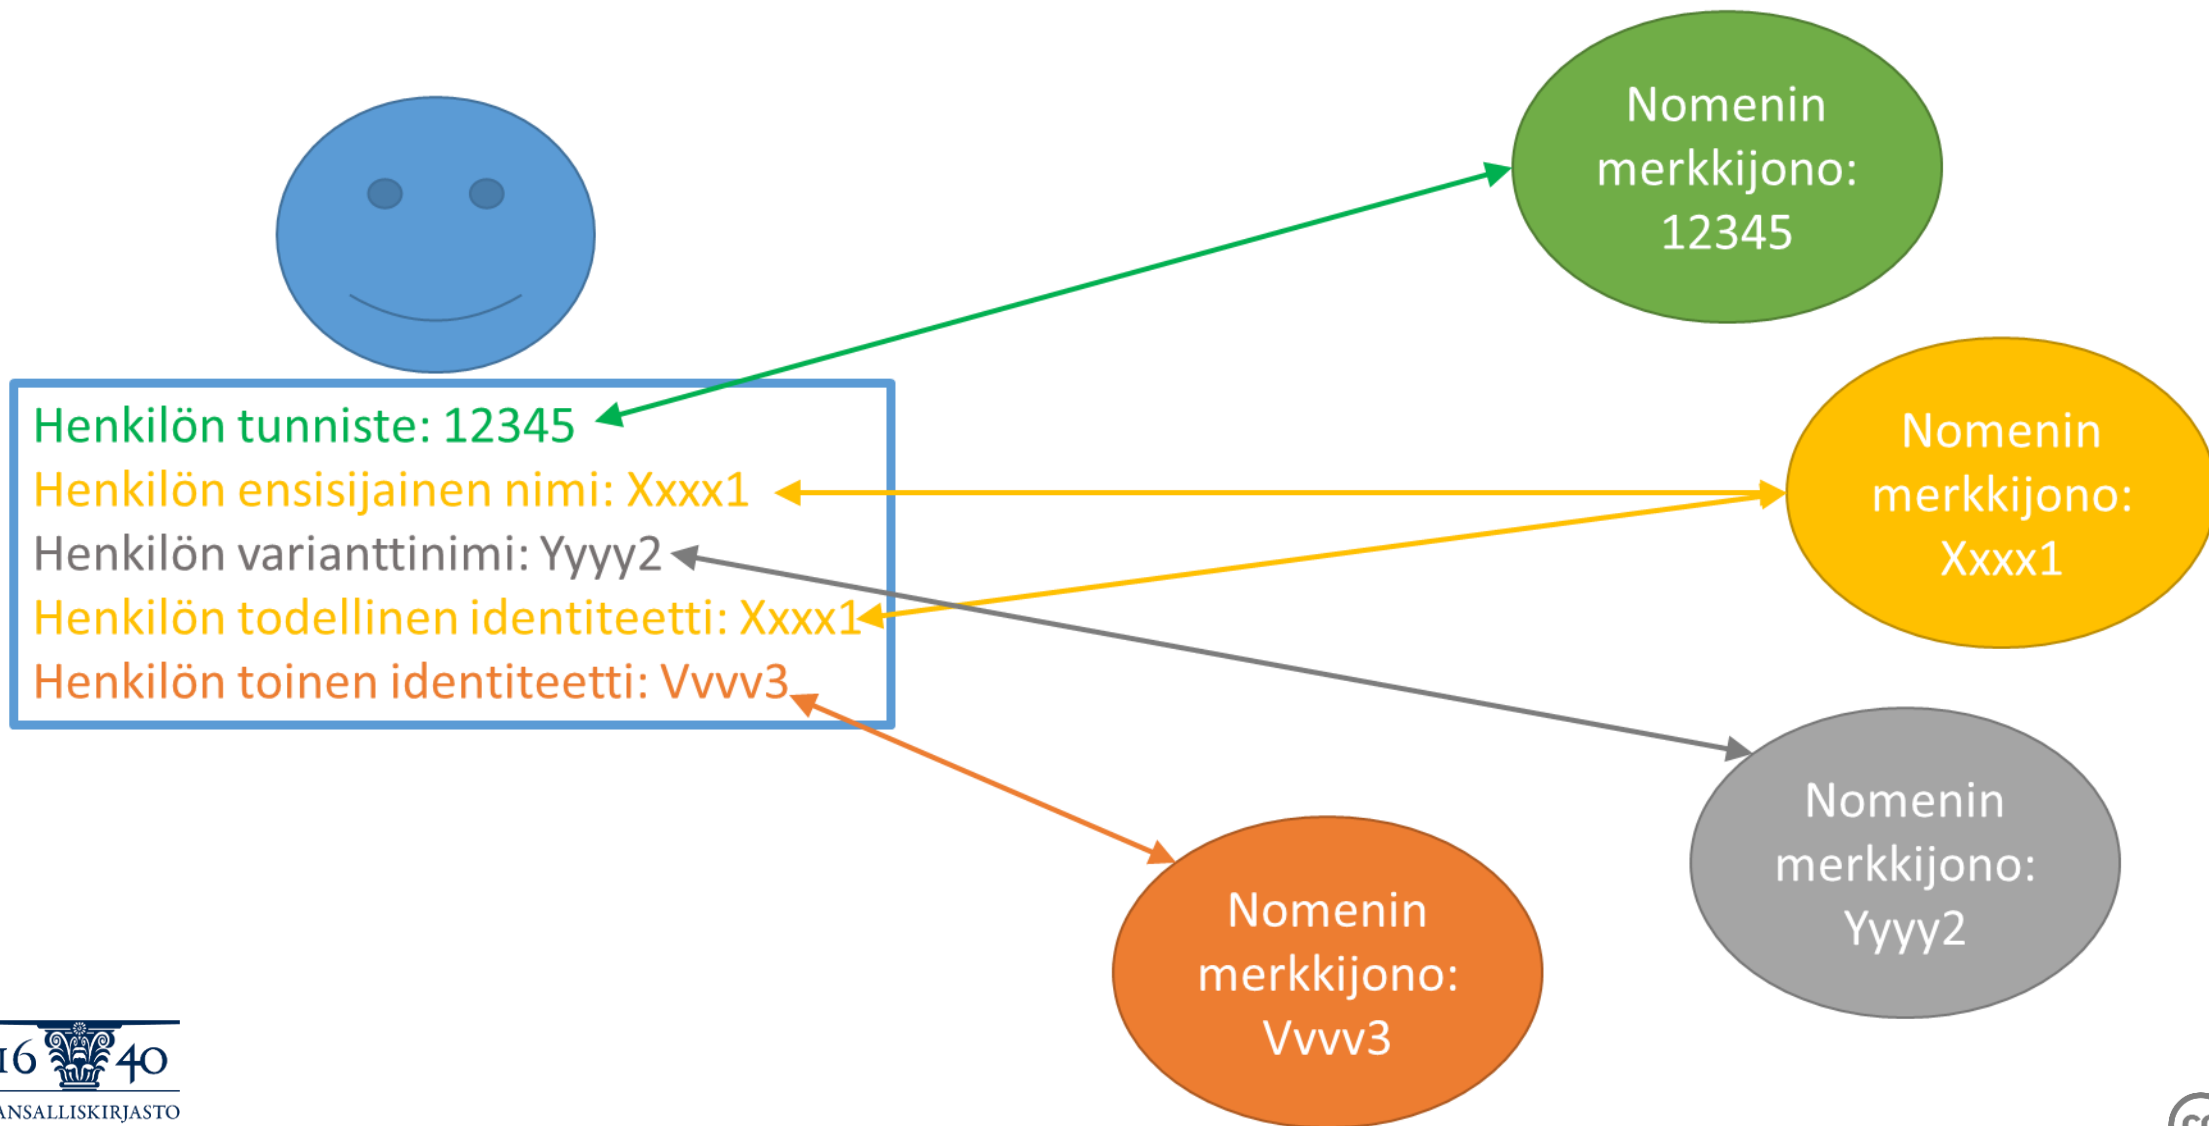 Nomenin
merkkijono:
12345
Henkilön tunniste: 12345
Henkilön ensisijainen nimi: Xxxx1
Henkilön varianttinimi: Yyyy2
Henkilön todellinen identiteetti: Xxxx1
Henkilön toinen identiteetti: Vvvv3
Nomenin
merkkijono:
Xxxx1
Nomenin
merkkijono:
Yyyy2
Nomenin
merkkijono:
Vvvv3
16 40
ANSALLISKIRJASTO
cc